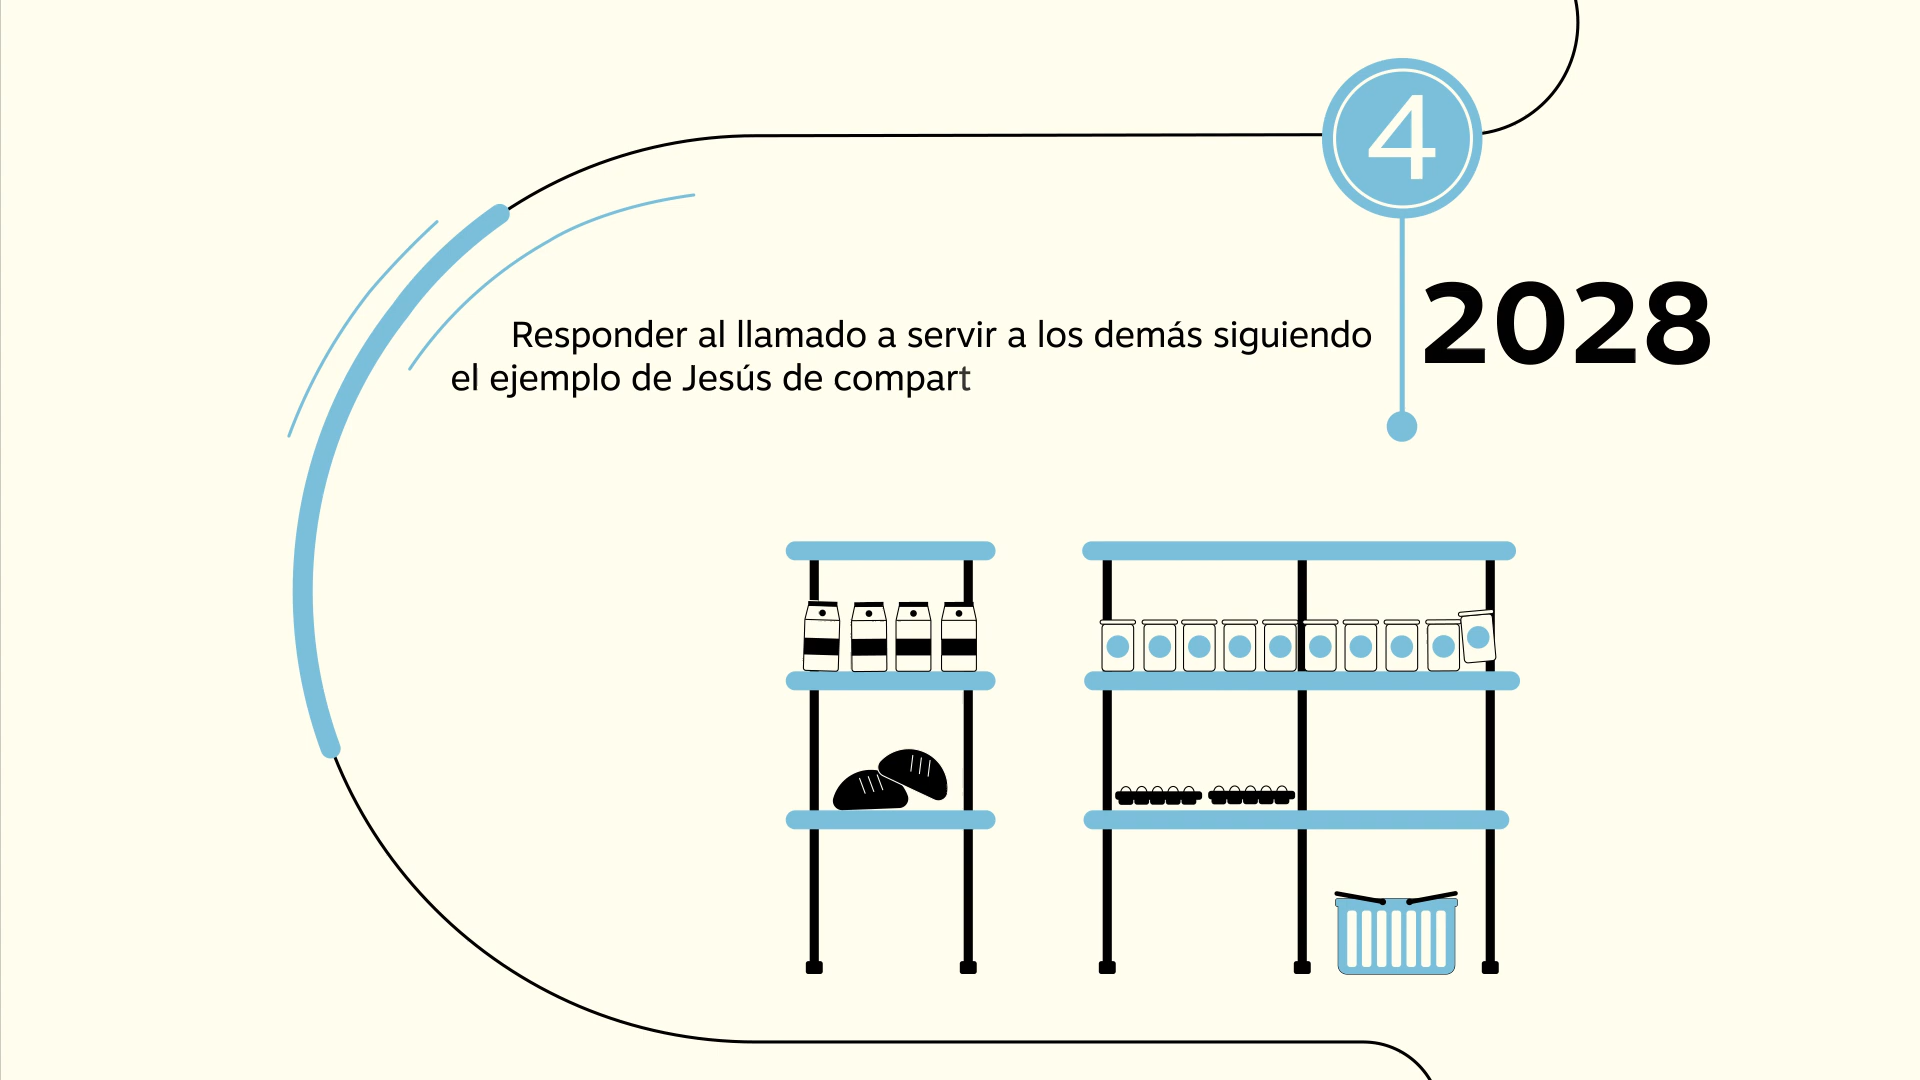 4
2028
Responder al llamado a servir a los demás siguiendo
el ejemplo de Jesús de compart